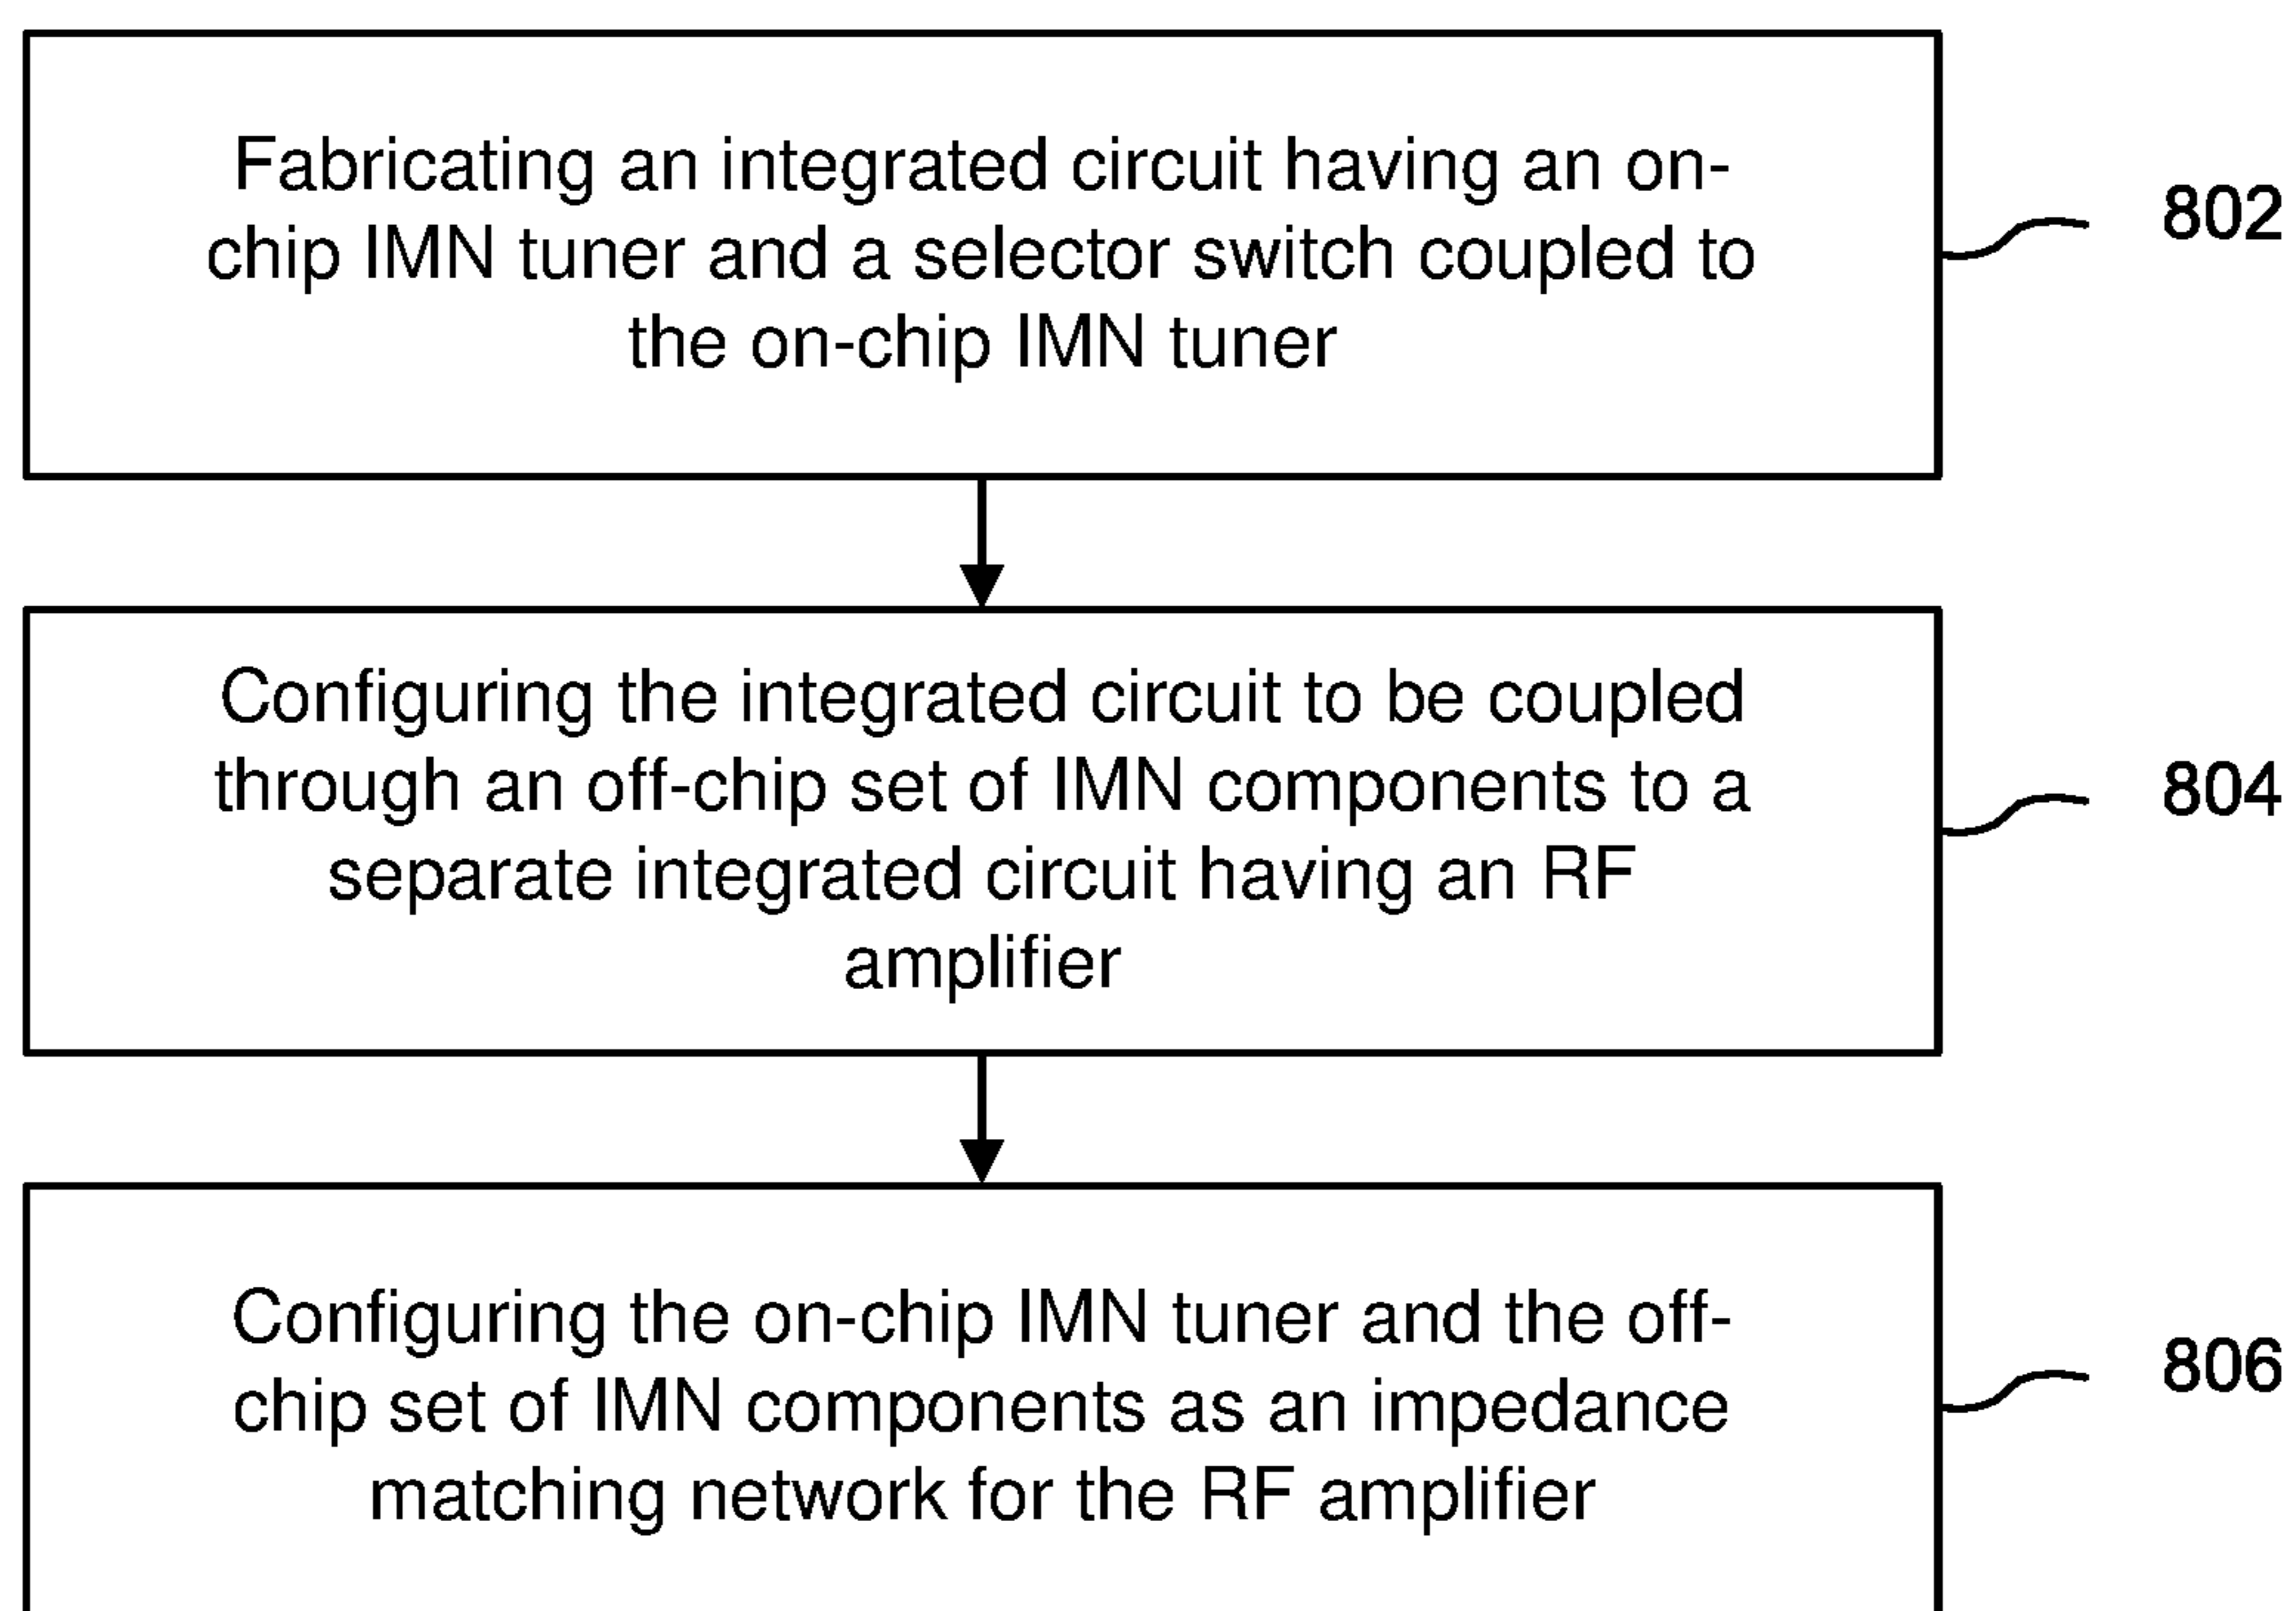 Fabricating an integrated circuit having an on-
chip IMN tuner and a selector switch coupled to
the on-chip IMN tuner
802
Configuring the integrated circuit to be coupled
through an off-chip set of IMN components to a
separate integrated circuit having an RF
amplifier
804
Configuring the on-chip IMN tuner and the off-
chip set of IMN components as an impedance
matching network for the RF amplifier
806